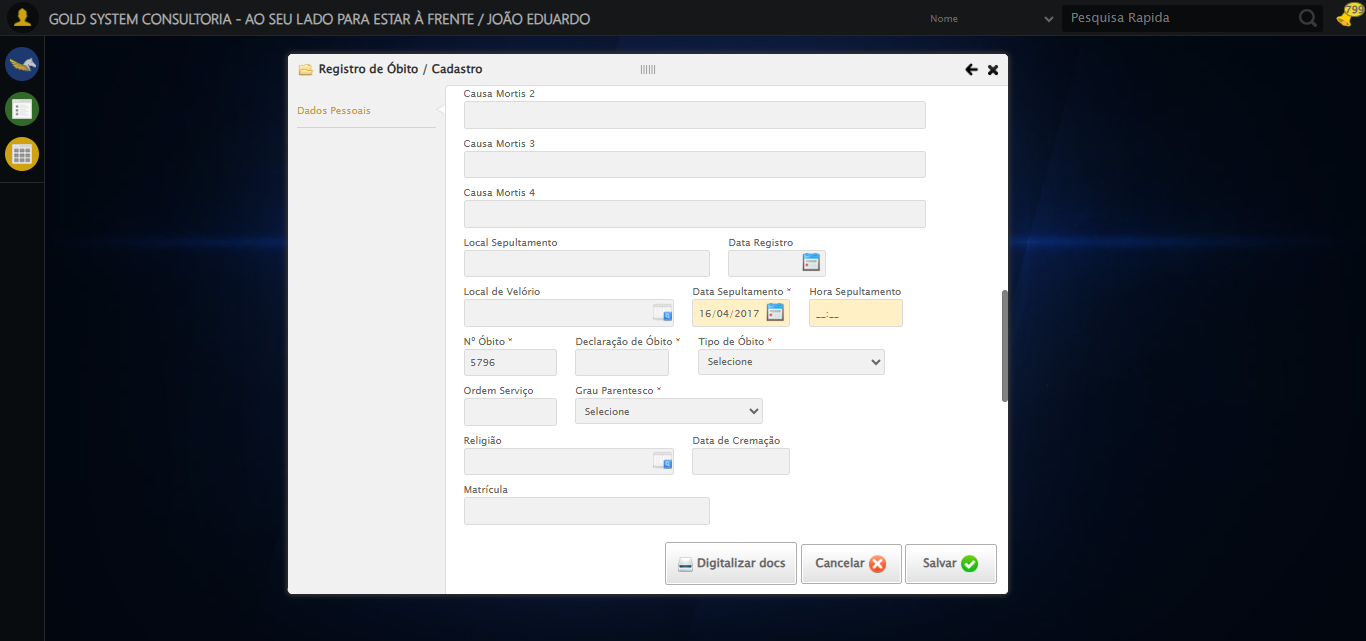 GOLD SYSTEM CONSULTORIA - AO SEU LADO PARA ESTAR À FRENTE / JOÃO EDUARDO
Nome
Pesquisa Rapida
799
Registro de Óbito / Cadastro
Dados Pessoais
Causa Mortis 2
Causa Mortis 3
Causa Mortis 4
Local Sepultamento Data Registro
Local de Velório Data Sepultamento * Hora Sepultamento
16/04/2017 __:__
Nº Óbito * Declaração de Óbito * Tipo de Óbito *
5796 Selecione
Ordem Serviço Grau Parentesco *
Selecione
Religião Data de Cremação
Matrícula
Digitalizar docs Cancelar Salvar